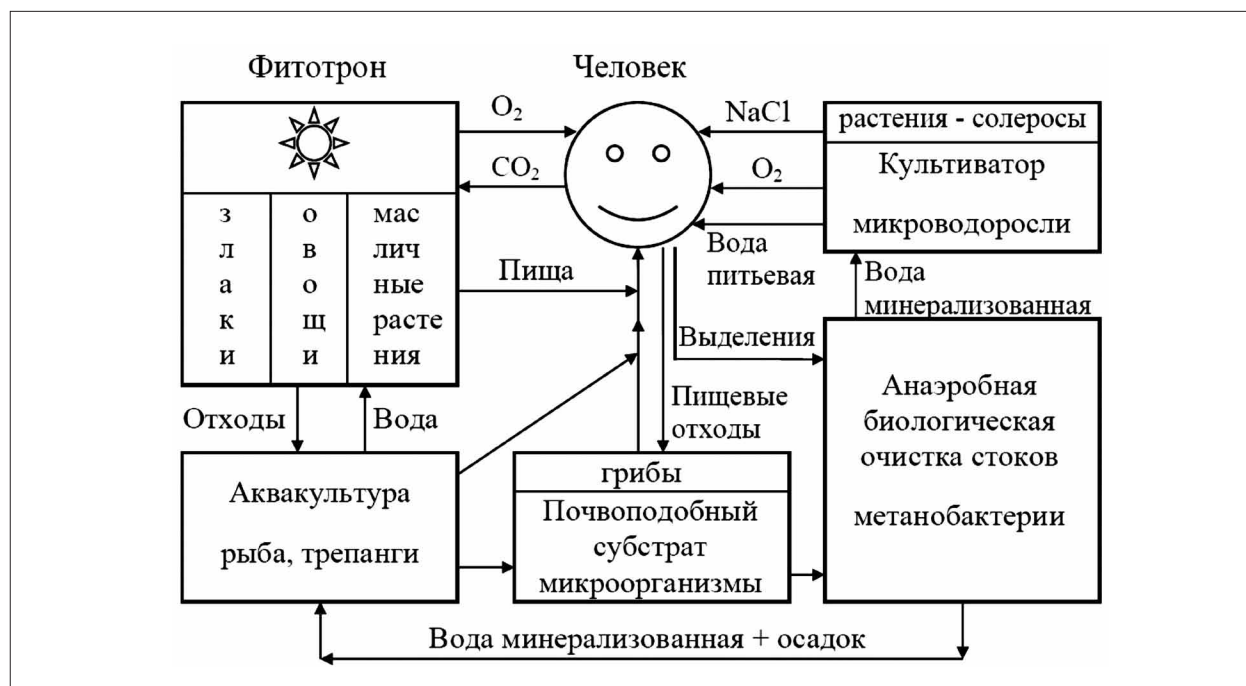 Фитотрон
Человек
O₂
CO₂
NaCl
O₂
растения - солеросы
Культиватор
микроводоросли
злаки
овощи
мас
лич
ные
расте
ния
Пища
Вода
питьевая
Вода
минерализованная
Выделения
Пищевые
отходы
Отходы
Вода
Аквакультура
рыба, трепанги
грибы
Почвоподобный
субстрат
микроорганизмы
Анаэробная
биологическая
очистка стоков
метанобактерии
Вода минерализованная + осадок